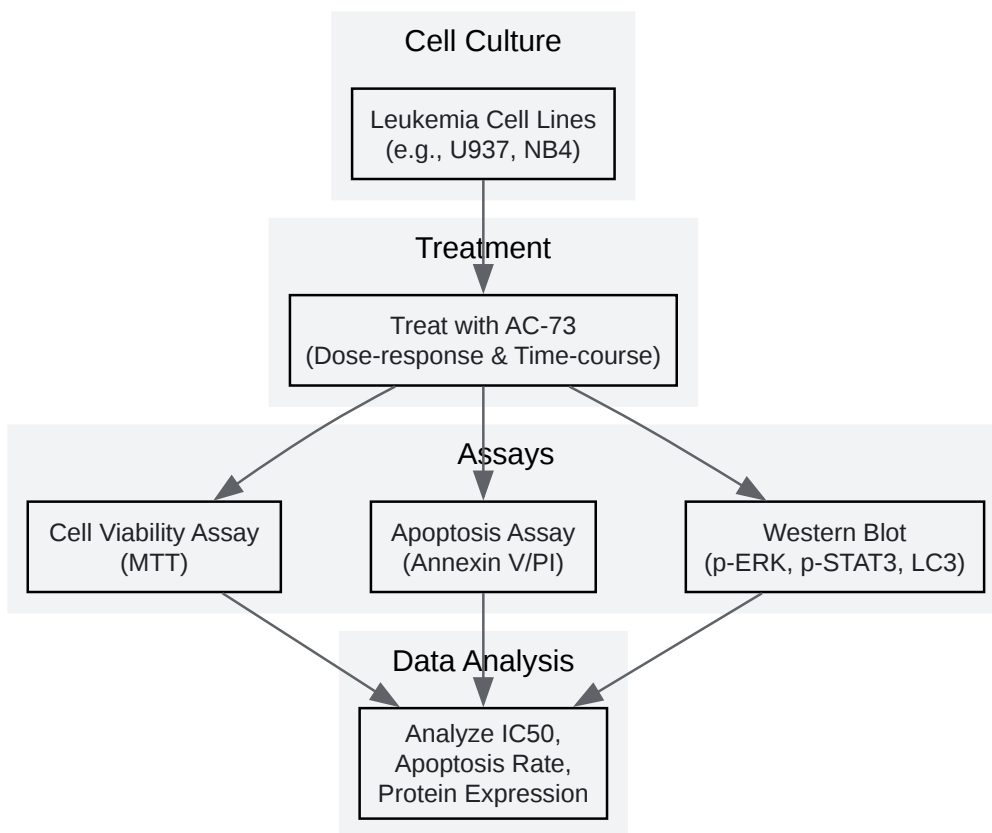 Cell Culture
Leukemia Cell Lines
(e.g., U937, NB4)
Treatment
Treat with AC-73
(Dose-response & Time-course)
Assays
Cell Viability Assay
(MTT)
Apoptosis Assay
(Annexin V/PI)
Western Blot
(p-ERK, p-STAT3, LC3)
Data Analysis
Analyze IC50,
Apoptosis Rate,
Protein Expression